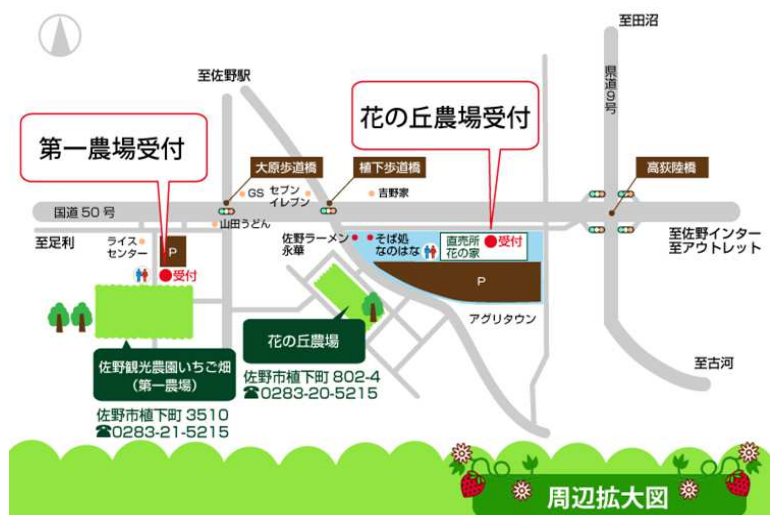 至田沼
至佐野駅
県道9号
第一農場受付
花の丘農場受付
大原歩道橋
植下歩道橋
高萩陸橋
GS
セブン
イレブン
吉野家
国道50号
山田うどん
至足利
ライス
センター
P
受付
佐野ラーメン
永華
そば処
なのはな
直売所
花の家
受付
P
至佐野インター
至アウトレット
アグリタウン
花の丘農場
佐野市植下町 802-4
☎0283-20-5215
至古河
佐野観光農園いちご畑
(第一農場)
佐野市植下町 3510
☎0283-21-5215
周辺拡大図